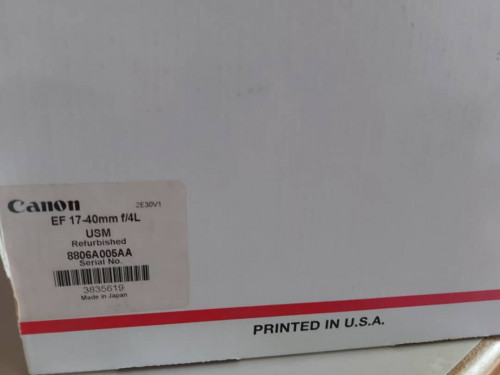 Canon
2E30V1
EF 17-40mm f/4L
USM
Refurbished
8806A005AA
Serial No.
3835619
Made in Japan
PRINTED IN U.S.A.